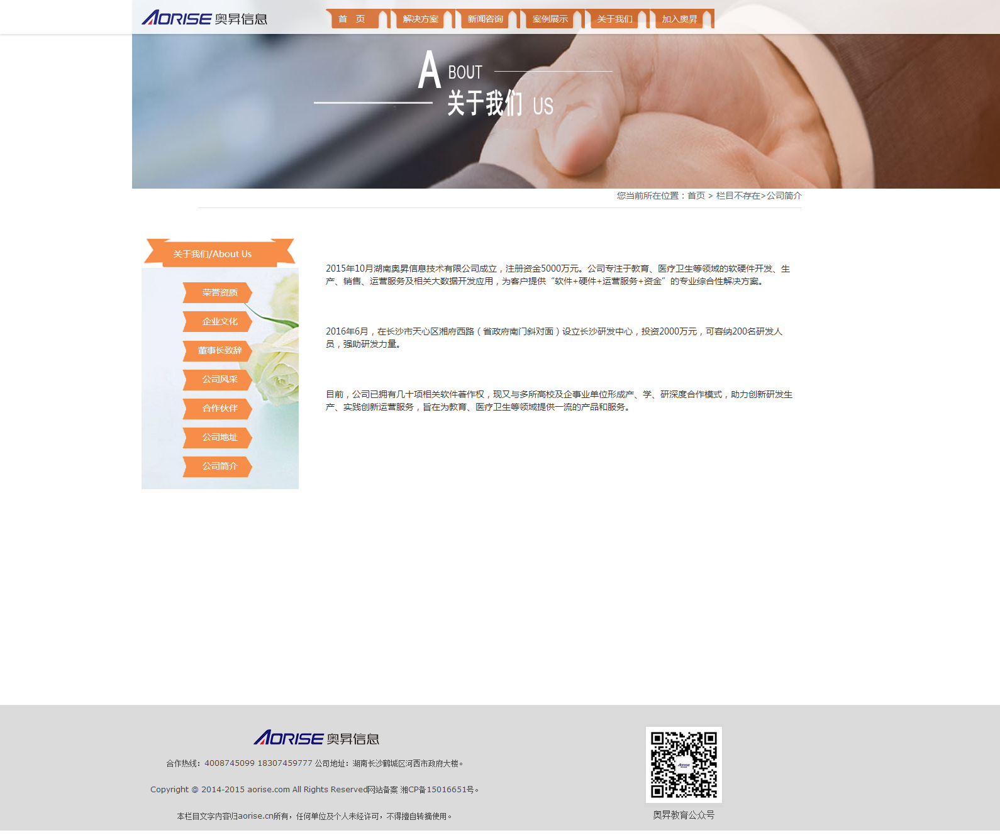 AORISE 奥昇信息
首 页 解决方案 新闻咨询 案例展示 关于我们 加入奥昇
A BOUT
关于我们 US
您当前所在位置：首页 > 栏目不存在>公司简介
关于我们/About Us
荣誉资质
企业文化
董事长致辞
公司风采
合作伙伴
公司地址
公司简介
2015年10月湖南奥昇信息技术有限公司成立，注册资金5000万元。公司专注于教育、医疗卫生等领域的软硬件开发、生
产、销售、运营服务及相关大数据开发应用，为客户提供“软件+硬件+运营服务+资金”的专业综合性解决方案。
2016年6月，在长沙市天心区湘府西路（省政府南门斜对面）设立长沙研发中心，投资2000万元，可容纳200名研发人
员，强助研发力量。
目前，公司已拥有几十项相关软件著作权，现又与多所高校及企事业单位形成产、学、研深度合作模式，助力创新研发生
产、实践创新运营服务，旨在为教育、医疗卫生等领域提供一流的产品和服务。
AORISE 奥昇信息
合作热线：4008745099 18307459777 公司地址：湖南长沙鹤城区河西市政府大楼。
Copyright @ 2014-2015 aorise.com All Rights Reserved网站备案 湘CP备15016651号。
本栏目文字内容归aorise.cn所有，任何单位及个人未经许可，不得擅自转摘使用。
AORISE
奥昇教育公众号